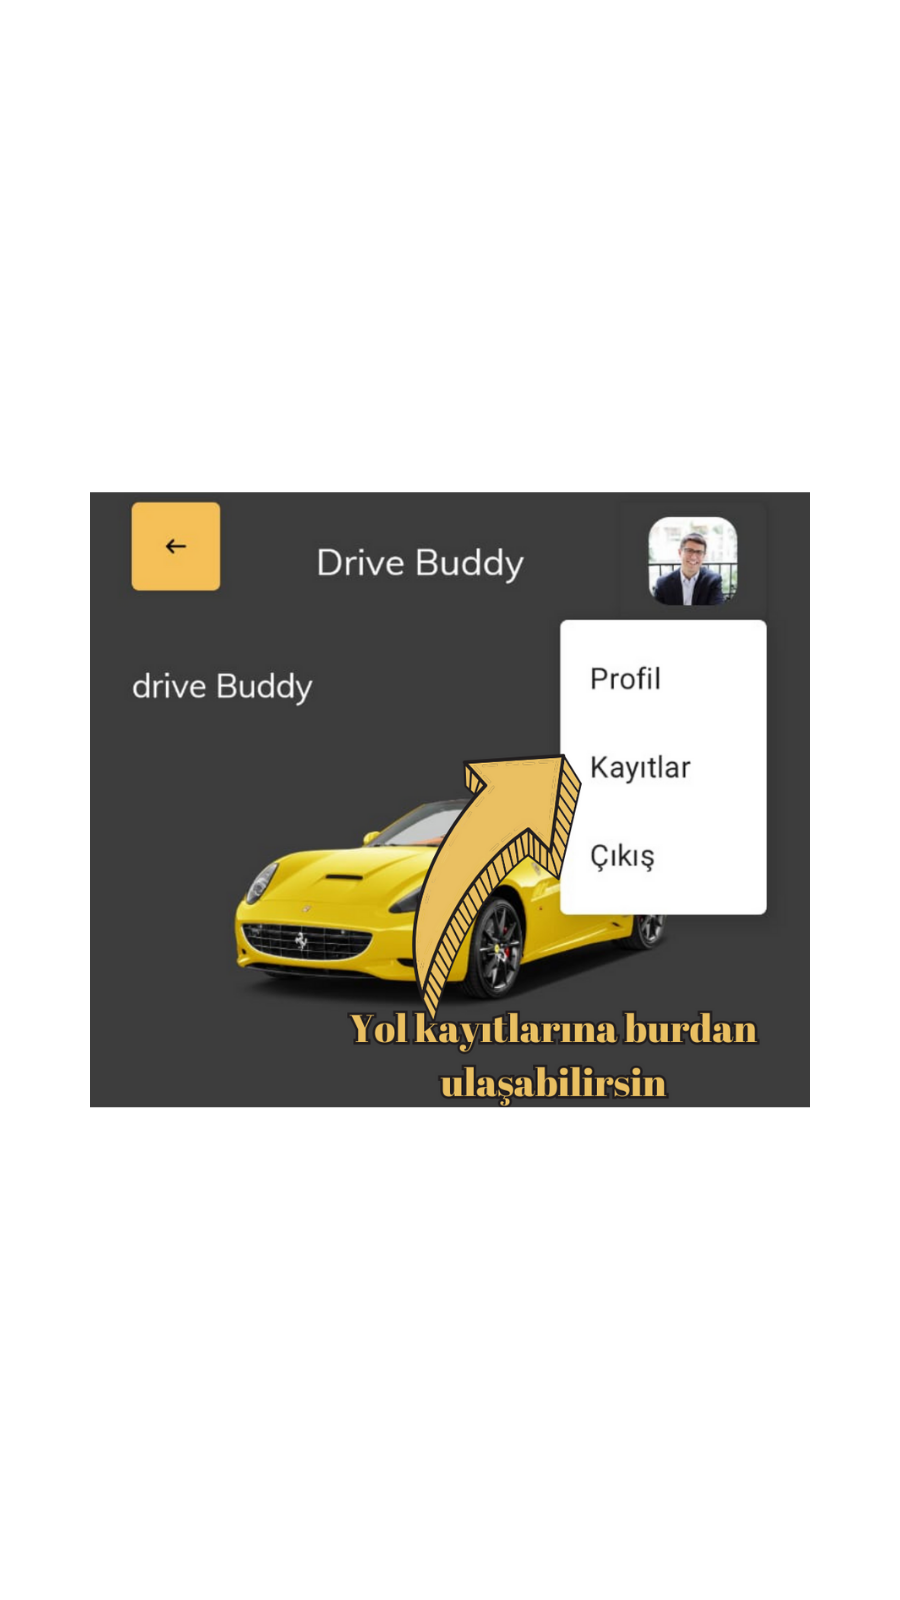 Drive Buddy
drive Buddy
Profil
Kayıtlar
Çıkış
Yol kayıtlarına burdan
ulaşabilirsin